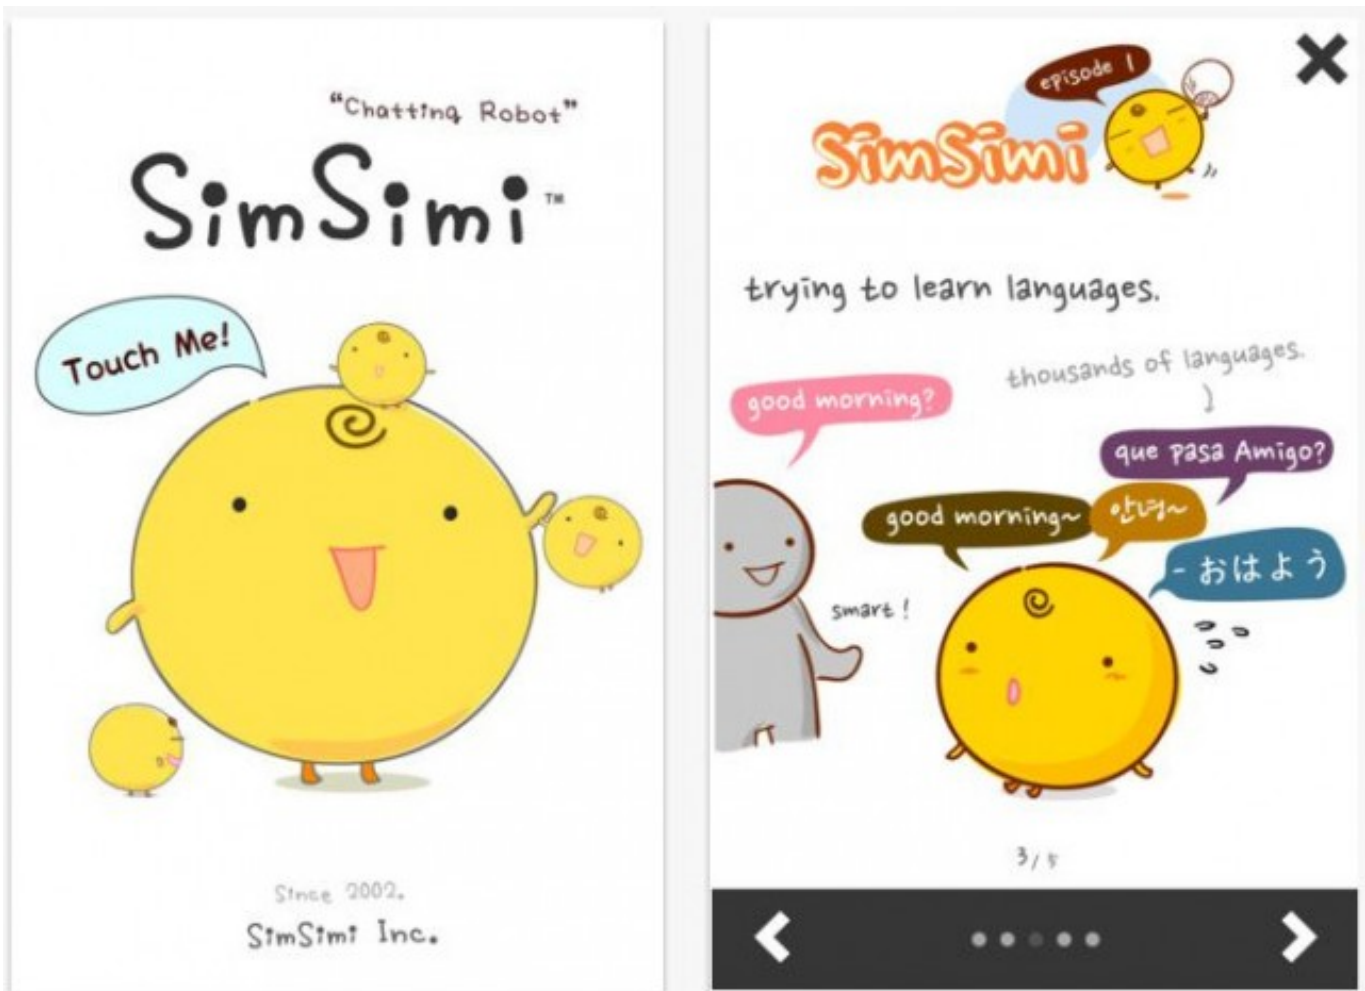 “Chatting Robot”
SimSimi™
Touch Me!
Since 2002.
SimSimi Inc.
episode 1
SimSimi
trying to learn languages.
thousands of languages.
good morning?
que pasa Amigo?
good morning~
안녕~
- おはよう
smart !
3/5